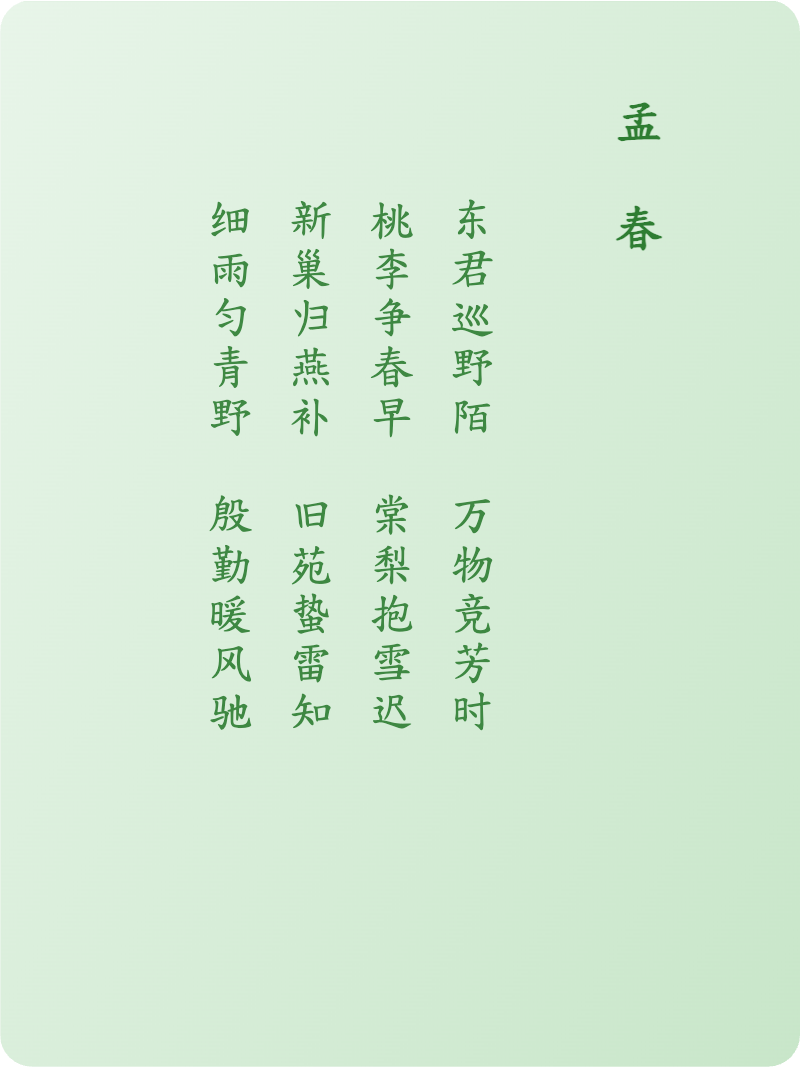 孟春
东君巡野陌 万物竞芳时
桃李争春早 棠梨抱雪迟
新巢归燕补 旧苑蛰雷知
细雨匀青野 殷勤暖风驰